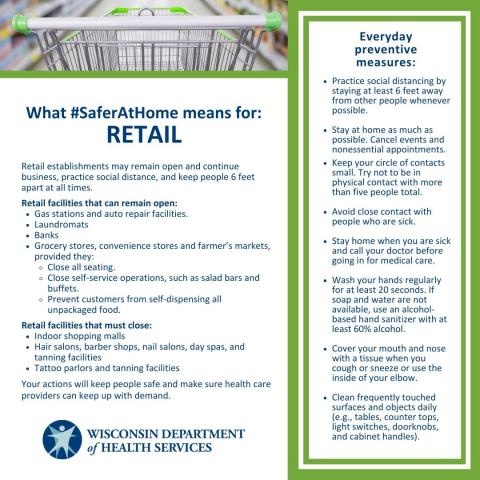 What #SaferAtHome means for:
RETAIL
Retail establishments may remain open and continue
business, practice social distance, and keep people 6 feet
apart at all times.
Retail facilities that can remain open:
• Gas stations and auto repair facilities.
• Laundromats
• Banks
• Grocery stores, convenience stores and farmer's markets,
provided they:
○ Close all seating.
○ Close self-service operations, such as salad bars and
buffets.
○ Prevent customers from self-dispensing all
unpackaged food.
Retail facilities that must close:
• Indoor shopping malls
• Hair salons, barber shops, nail salons, day spas, and
tanning facilities
• Tattoo parlors and tanning facilities
Your actions will keep people safe and make sure health care
providers can keep up with demand.
WISCONSIN DEPARTMENT
of HEALTH SERVICES
Everyday
preventive
measures:
• Practice social distancing by
staying at least 6 feet away
from other people whenever
possible.
• Stay at home as much as
possible. Cancel events and
nonessential appointments.
• Keep your circle of contacts
small. Try not to be in
physical contact with more
than five people total.
• Avoid close contact with
people who are sick.
• Stay home when you are sick
and call your doctor before
going in for medical care.
• Wash your hands regularly
for at least 20 seconds. If
soap and water are not
available, use an alcohol-
based hand sanitizer with at
least 60% alcohol.
• Cover your mouth and nose
with a tissue when you
cough or sneeze or use the
inside of your elbow.
• Clean frequently touched
surfaces and objects daily
(e.g., tables, counter tops,
light switches, doorknobs,
and cabinet handles).